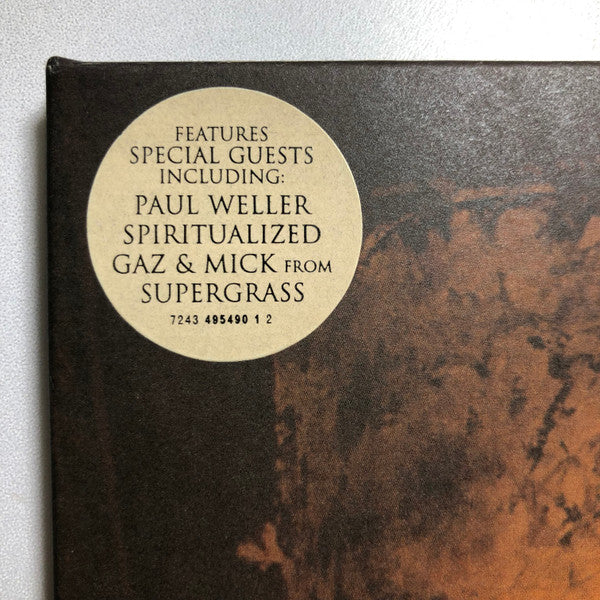 FEATURES
SPECIAL GUESTS
INCLUDING:
PAUL WELLER
SPIRITUALIZED
GAZ & MICK FROM
SUPERGRASS
7243 495490 1 2